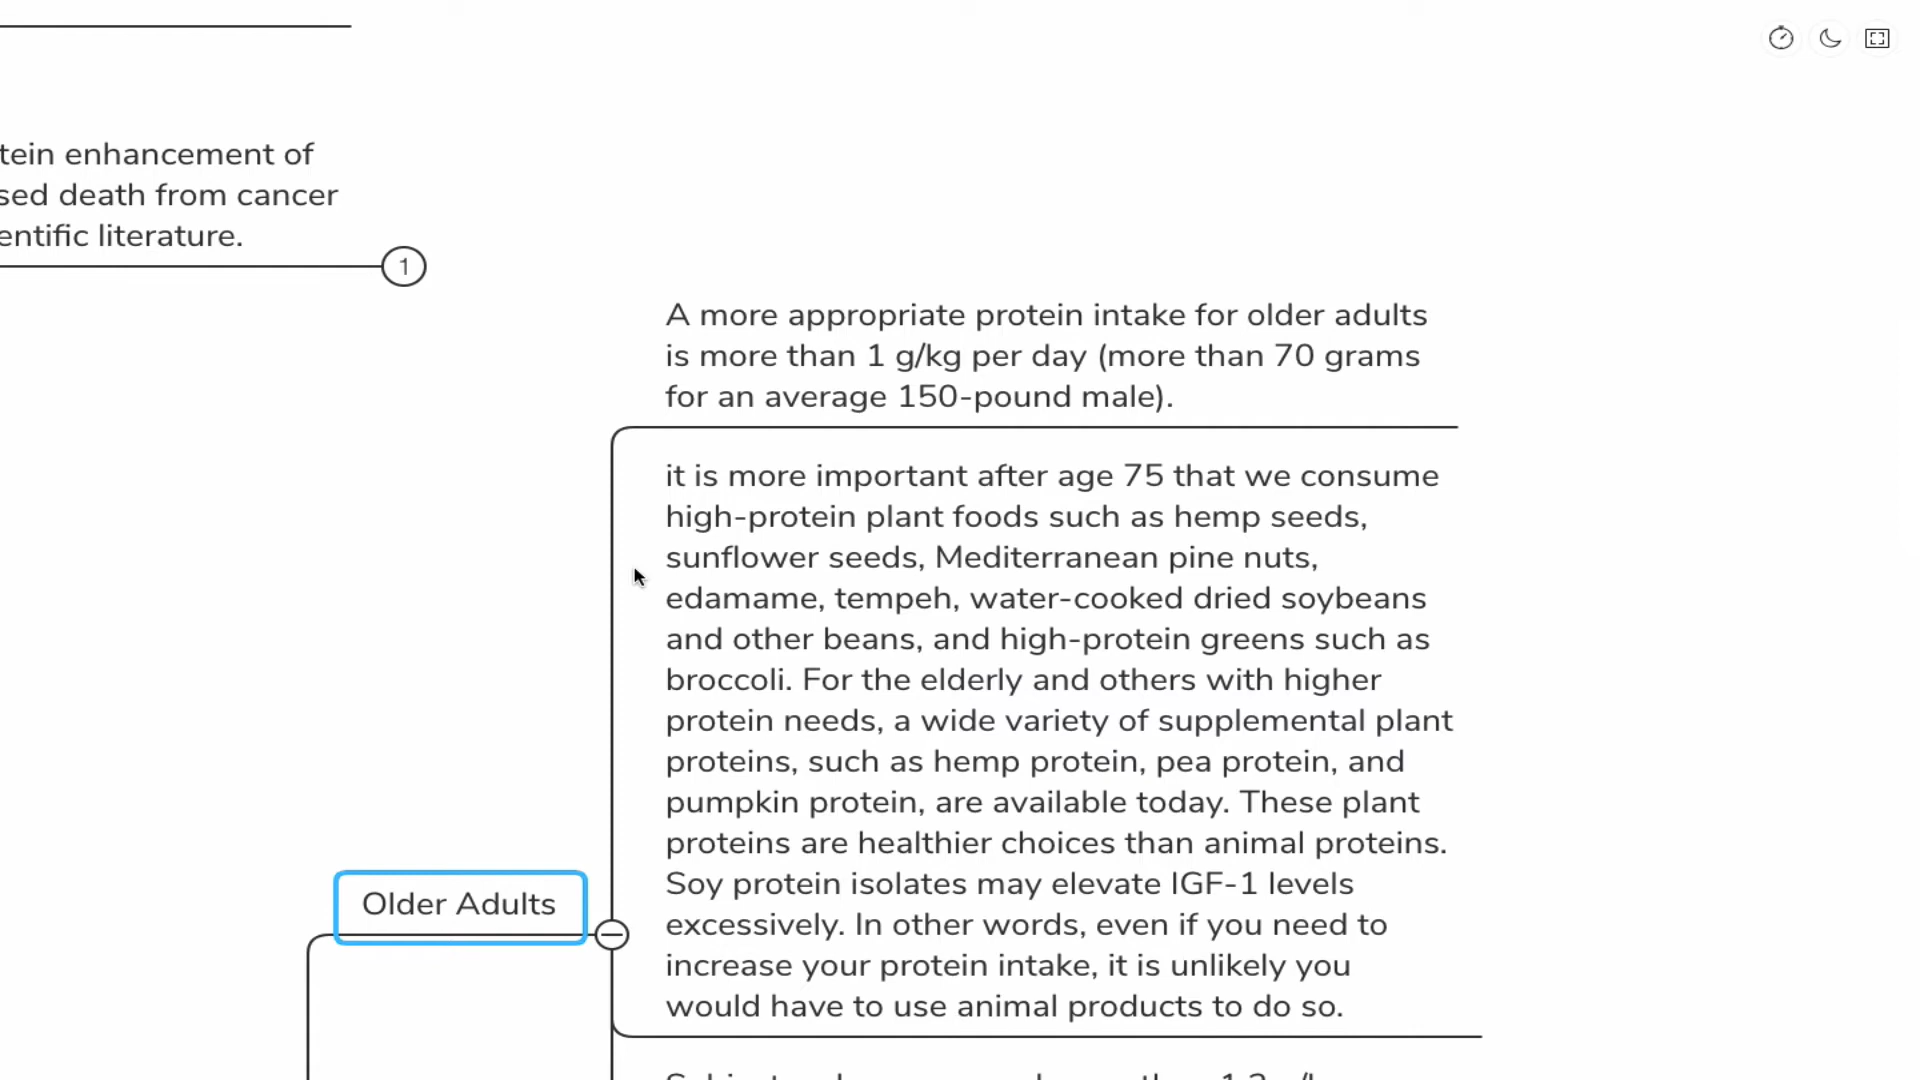 enhancement of
death from cancer
literature.
1
A more appropriate protein intake for older adults
is more than 1 g/kg per day (more than 70 grams
for an average 150-pound male).
it is more important after age 75 that we consume
high-protein plant foods such as hemp seeds,
sunflower seeds, Mediterranean pine nuts,
edamame, tempeh, water-cooked dried soybeans
and other beans, and high-protein greens such as
broccoli. For the elderly and others with higher
protein needs, a wide variety of supplemental plant
proteins, such as hemp protein, pea protein, and
pumpkin protein, are available today. These plant
proteins are healthier choices than animal proteins.
Soy protein isolates may elevate IGF-1 levels
excessively. In other words, even if you need to
increase your protein intake, it is unlikely you
would have to use animal products to do so.
Older Adults